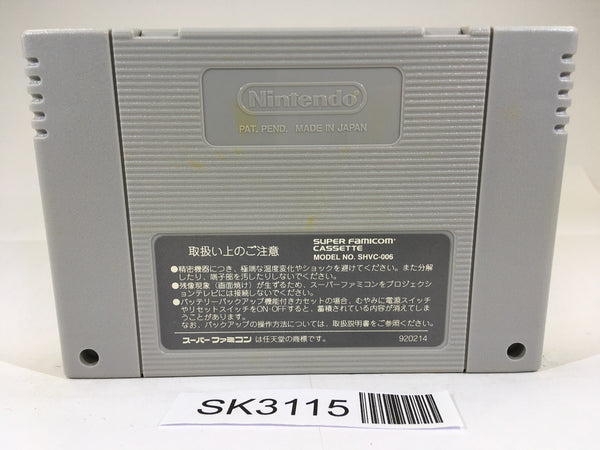 Nintendo
PAT. PEND. MADE IN JAPAN
取扱い上のご注意
SUPER FAMICOM
CASSETTE
MODEL NO. SHVC-006
●精密機器につき、極端な温度変化やショックを避けてください。また分解
したり、端子部を汚したりしないでください。
●残像現象（画面焼け）が生ずるため、スーパーファミコンをプロジェクシ
ョンテレビには接続しないでください。
●バッテリーバックアップ機能付きカセットの場合、むやみに電源スイッチ
やリセットスイッチをON・OFFすると、蓄積されている内容が消えてしま
うことがあります。
なお、バックアップの操作方法については、取扱説明書をご参照ください。
スーパーファミコンは任天堂の商標です。
920214
SK3115